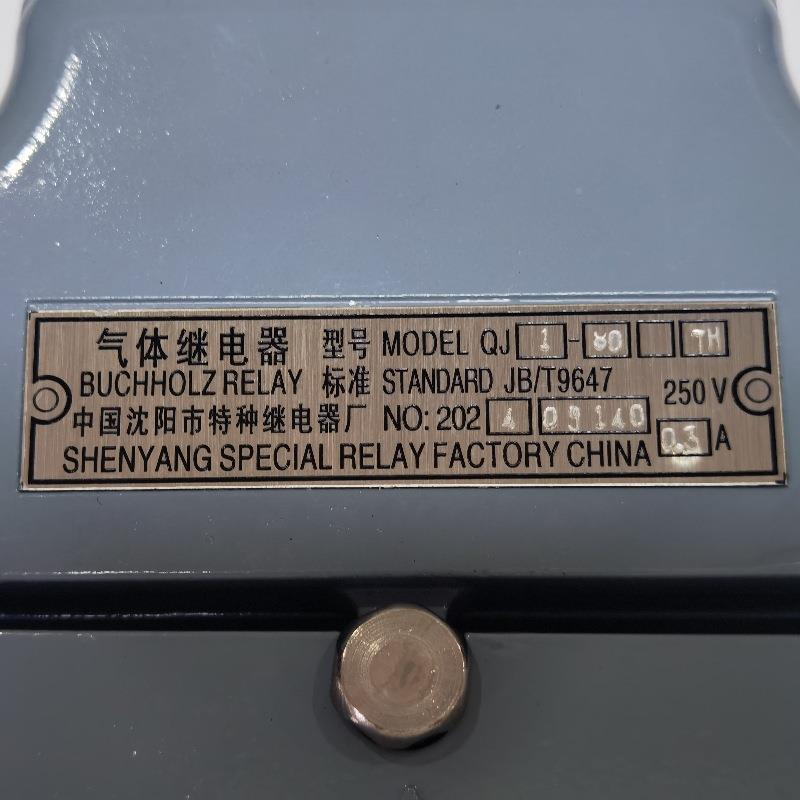 气体继电器 型号 MODEL QJ 1-80 TH
BUCHHOLZ RELAY 标准 STANDARD JB/T9647 250 V
中国沈阳市特种继电器厂 NO: 202 4 09140
SHENYANG SPECIAL RELAY FACTORY CHINA 0.3 A